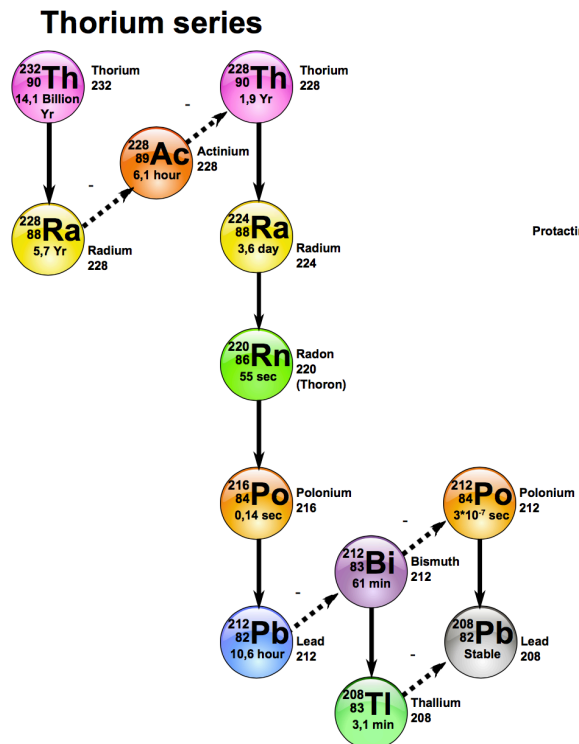 Thorium series
232
90 Th
14,1 Billion
Yr
Thorium
232
228
90 Th
1,9 Yr
Thorium
228
228
89 Ac
6,1 hour
Actinium
228
-
-
228
88 Ra
5,7 Yr
Radium
228
224
88 Ra
3,6 day
Radium
224
Protactin
220
86 Rn
55 sec
Radon
220
(Thoron)
216
84 Po
0,14 sec
Polonium
216
212
84 Po
3*10⁻⁷ sec
Polonium
212
-
212
83 Bi
61 min
Bismuth
212
-
212
82 Pb
10,6 hour
Lead
212
208
82 Pb
Stable
Lead
208
-
208
83 Tl
3,1 min
Thallium
208